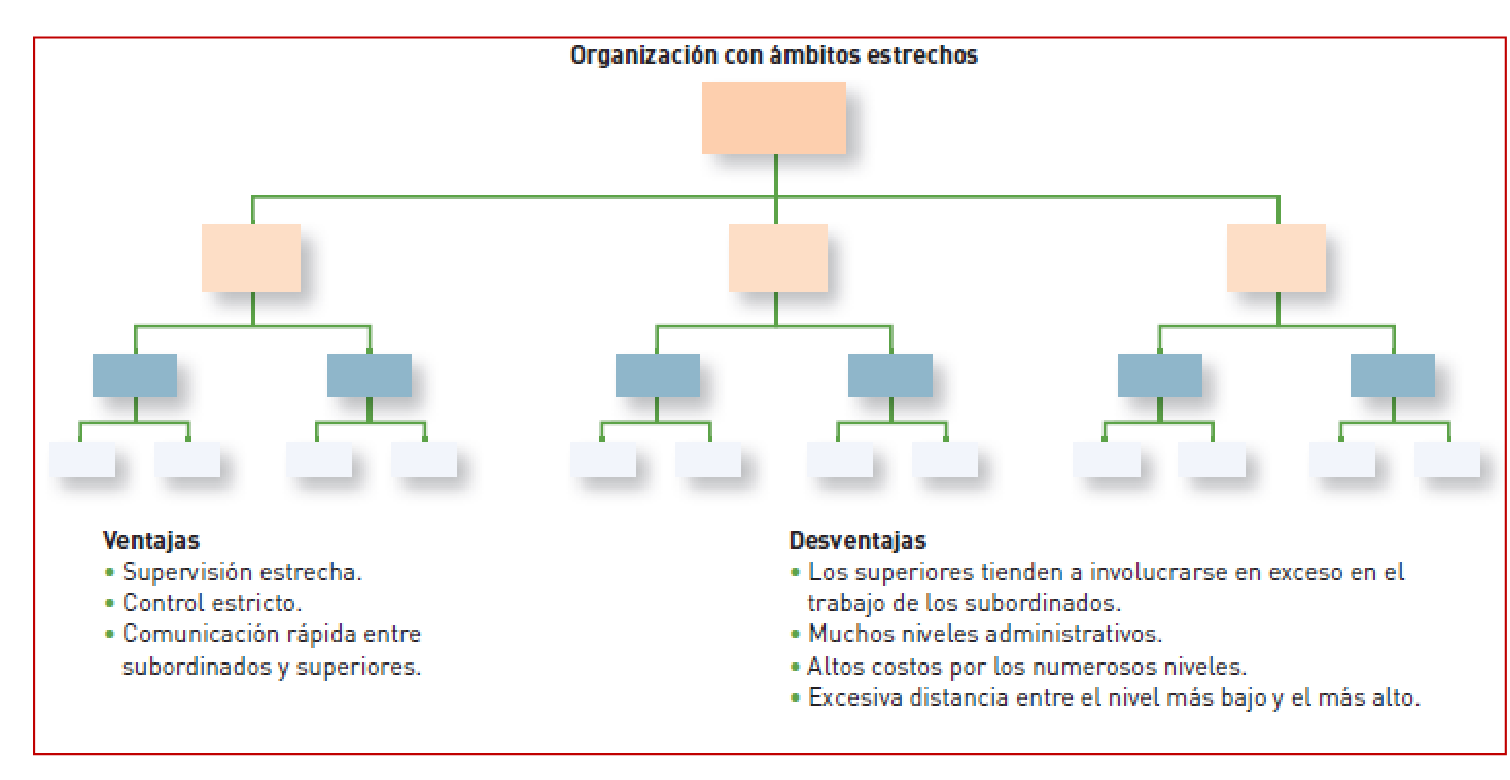 Organización con ámbitos estrechos
Ventajas
• Supervisión estrecha.
• Control estricto.
• Comunicación rápida entre
subordinados y superiores.
Desventajas
• Los superiores tienden a involucrarse en exceso en el
trabajo de los subordinados.
• Muchos niveles administrativos.
• Altos costos por los numerosos niveles.
• Excesiva distancia entre el nivel más bajo y el más alto.